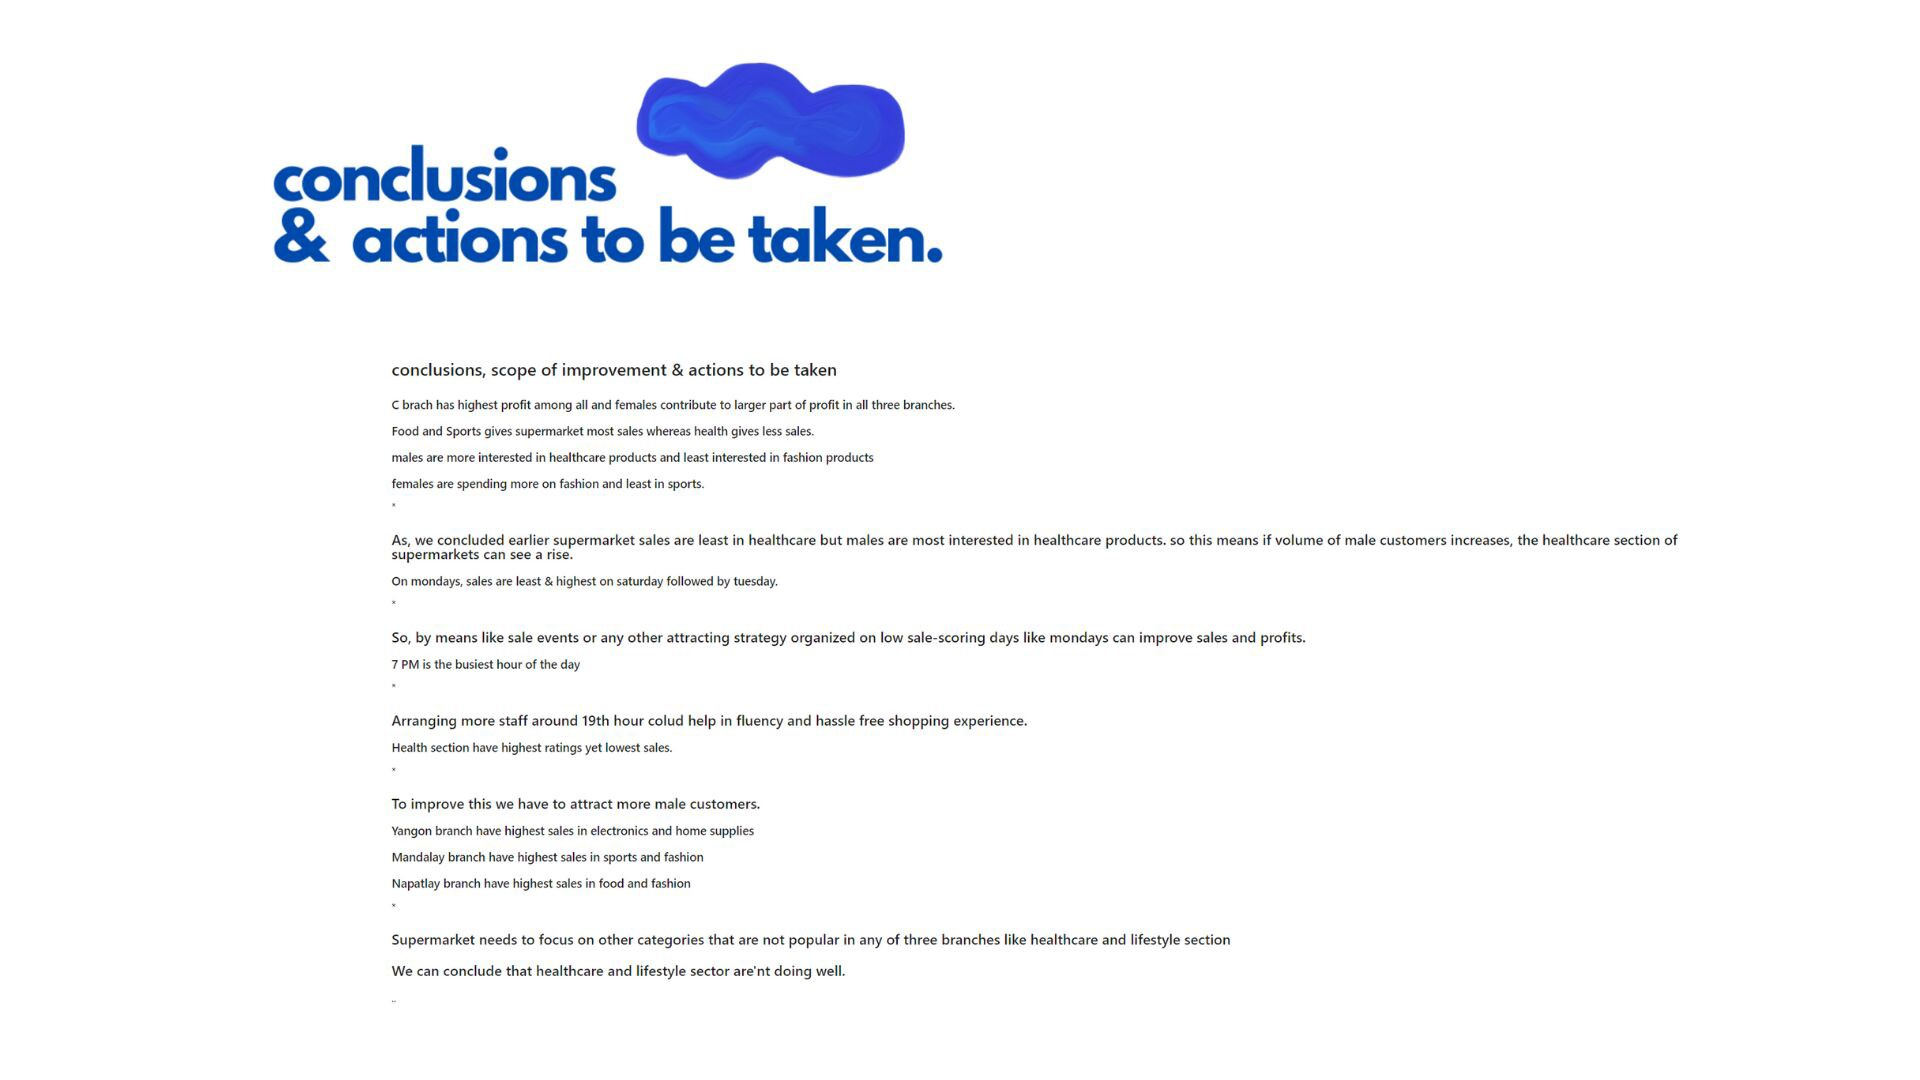 conclusions
& actions to be taken.
conclusions, scope of improvement & actions to be taken
C brach has highest profit among all and females contribute to larger part of profit in all three branches.
Food and Sports gives supermarket most sales whereas health gives less sales.
males are more interested in healthcare products and least interested in fashion products
females are spending more on fashion and least in sports.
*
As, we concluded earlier supermarket sales are least in healthcare but males are most interested in healthcare products. so this means if volume of male customers increases, the healthcare section of
supermarkets can see a rise.
On mondays, sales are least & highest on saturday followed by tuesday.
*
So, by means like sale events or any other attracting strategy organized on low sale-scoring days like mondays can improve sales and profits.
7 PM is the busiest hour of the day
*
Arranging more staff around 19th hour colud help in fluency and hassle free shopping experience.
Health section have highest ratings yet lowest sales.
*
To improve this we have to attract more male customers.
Yangon branch have highest sales in electronics and home supplies
Mandalay branch have highest sales in sports and fashion
Napatlay branch have highest sales in food and fashion
*
Supermarket needs to focus on other categories that are not popular in any of three branches like healthcare and lifestyle section
We can conclude that healthcare and lifestyle sector are'nt doing well.
..